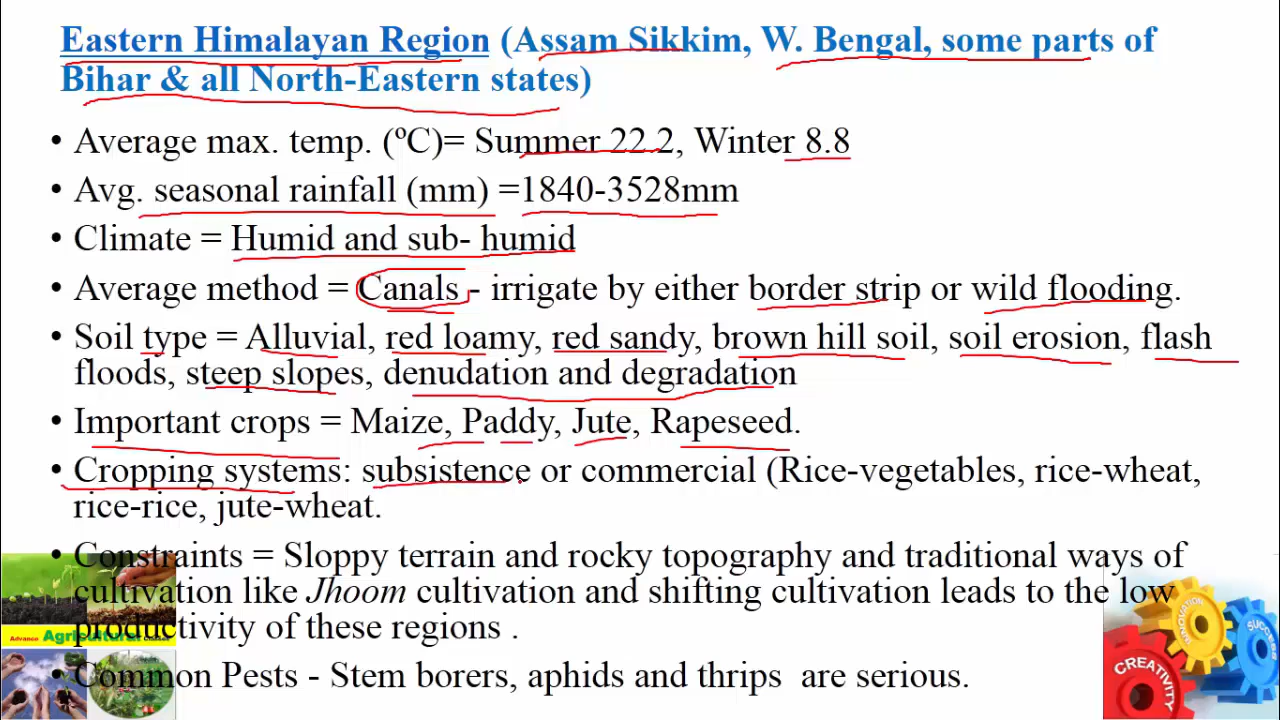 Eastern Himalayan Region (Assam Sikkim, W. Bengal, some parts of
Bihar & all North-Eastern states)
• Average max. temp. (ºC)= Summer 22.2, Winter 8.8
• Avg. seasonal rainfall (mm) =1840-3528mm
• Climate = Humid and sub- humid
• Average method = Canals - irrigate by either border strip or wild flooding.
• Soil type = Alluvial, red loamy, red sandy, brown hill soil, soil erosion, flash
floods, steep slopes, denudation and degradation
• Important crops = Maize, Paddy, Jute, Rapeseed.
• Cropping systems: subsistence or commercial (Rice-vegetables, rice-wheat,
rice-rice, jute-wheat.
• Constraints = Sloppy terrain and rocky topography and traditional ways of
cultivation like Jhoom cultivation and shifting cultivation leads to the low
productivity of these regions .
• Common Pests - Stem borers, aphids and thrips are serious.
Advance Agricultural Classes
INNOVATION
SUCCESS
CREATIVITY